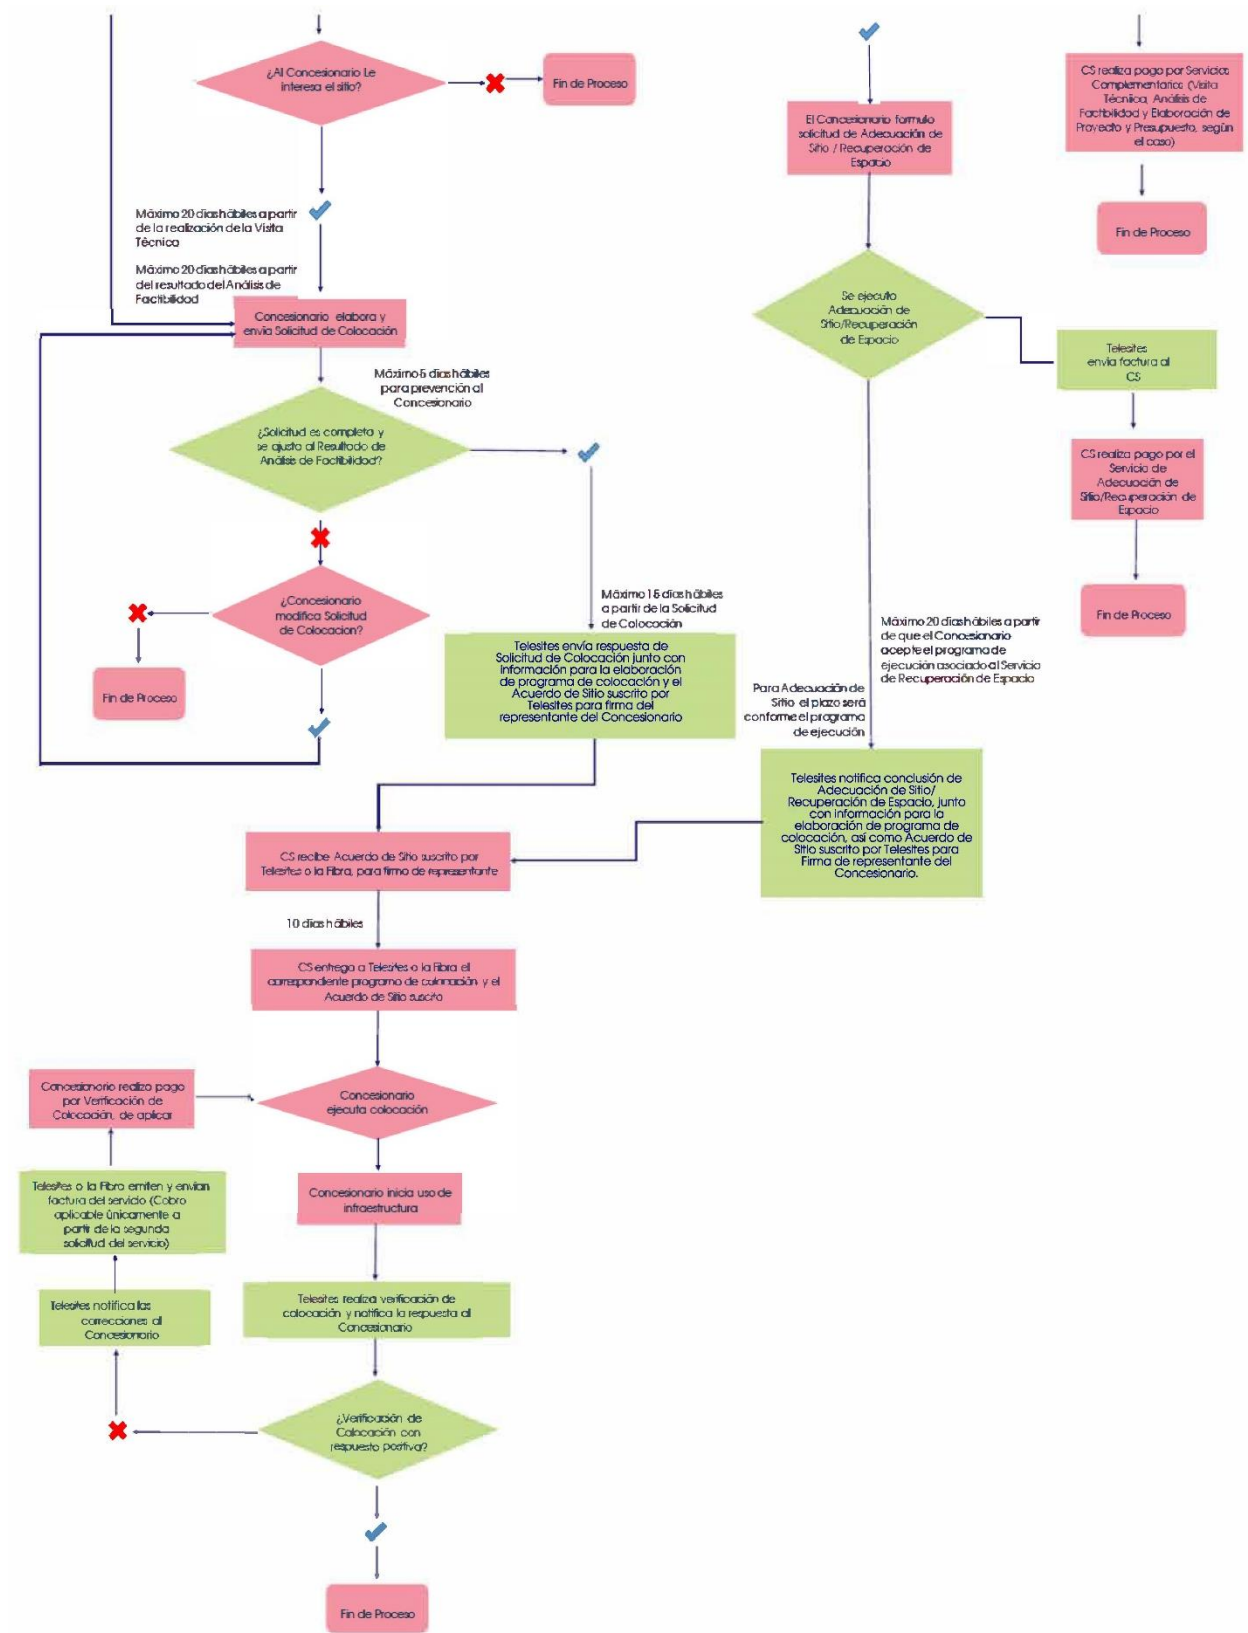 ¿Al Concesionario Le
interesa el sitio?
Fin de Proceso
Máximo 20 días hábiles a partir
de la realización de la Visita
Técnica
Máximo 20 días hábiles a partir
del resultado del Análisis de
Factibilidad
Concesionario elabora y
envía Solicitud de Colocación
Máximo 5 días hábiles
para prevención al
Concesionario
¿Solicitud es completa y
se ajusta al Resultado de
Análisis de Factibilidad?
¿Concesionario
modifica Solicitud
de Colocacion?
Fin de Proceso
Máximo 15 días hábiles
a partir de la Solicitud
de Colocación
Telesites envía respuesta de
Solicitud de Colocación junto con
información para la elaboración
de programa de colocación y el
Acuerdo de Sitio suscrito por
Telesites para firma del
representante del Concesionario
El Concesionario formula
solicitud de Adecuación de
Sitio / Recuperación de
Espacio
Se ejecuta
Adecuación de
Sitio/Recuperación
de Espacio
CS realiza pago por Servicios
Complementarios (Visita
Técnica, Análisis de
Factibilidad y Elaboración de
Proyecto y Presupuesto, según
el caso)
Fin de Proceso
Telesites
envía factura al
CS
CS realiza pago por el
Servicio de
Adecuación de
Sitio/Recuperación de
Espacio
Fin de Proceso
Máximo 20 días hábiles a partir
de que el Concesionario
acepte el programa de
ejecución asociado al Servicio
de Recuperación de Espacio
Para Adecuación de
Sitio el plazo será
conforme el programa
de ejecución
Telesites notifica conclusión de
Adecuación de Sitio/
Recuperación de Espacio, junto
con información para la
elaboración de programa de
colocación, así como Acuerdo de
Sitio suscrito por Telesites para
Firma de representante del
Concesionario.
CS recibe Acuerdo de Sitio suscrito por
Telesites o la Fibra, para firma de representante
10 días hábiles
CS entrega a Telesites o la Fibra el
correspondiente programa de colocación y el
Acuerdo de Sitio suscito
Concesionario
ejecuta colocación
Concesionario realiza pago
por Verificación de
Colocación, de aplicar
Telesites o la Fibra emiten y envían
factura del servicio (Cobro
aplicable únicamente a
partir de la segunda
solicitud del servicio)
Telesites notifica las
correcciones al
Concesionario
Concesionario inicia uso de
infraestructura
Telesites realiza verificación de
colocación y notifica la respuesta al
Concesionario
¿Verificación de
Colocación con
respuesta positiva?
Fin de Proceso